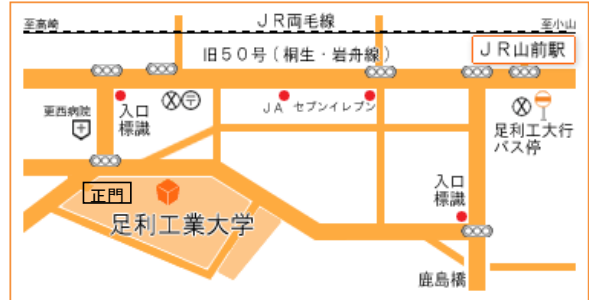 至高崎
JR両毛線
至小山
旧50号(桐生・岩舟線)
JR山前駅
更西病院
入口
標識
JA
セブンイレブン
足利工大行
バス停
正門
足利工業大学
入口
標識
鹿島橋